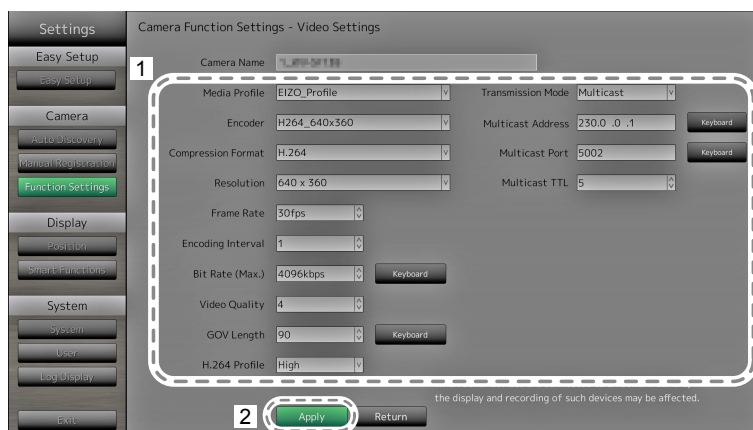 Settings
Camera Function Settings - Video Settings
Easy Setup
Easy Setup
Camera
Auto Discovery
Manual Registration
Function Settings
Display
Position
Smart Functions
System
System
User
Log Display
Exit
1
Camera Name
Media Profile EIZO_Profile
Encoder H264_640x360
Compression Format H.264
Resolution 640 x 360
Frame Rate 30fps
Encoding Interval 1
Bit Rate (Max.) 4096kbps Keyboard
Video Quality 4
GOV Length 90 Keyboard
H.264 Profile High
Transmission Mode Multicast
Multicast Address 230.0 .0 .1 Keyboard
Multicast Port 5002 Keyboard
Multicast TTL 5
the display and recording of such devices may be affected.
2
Apply
Return